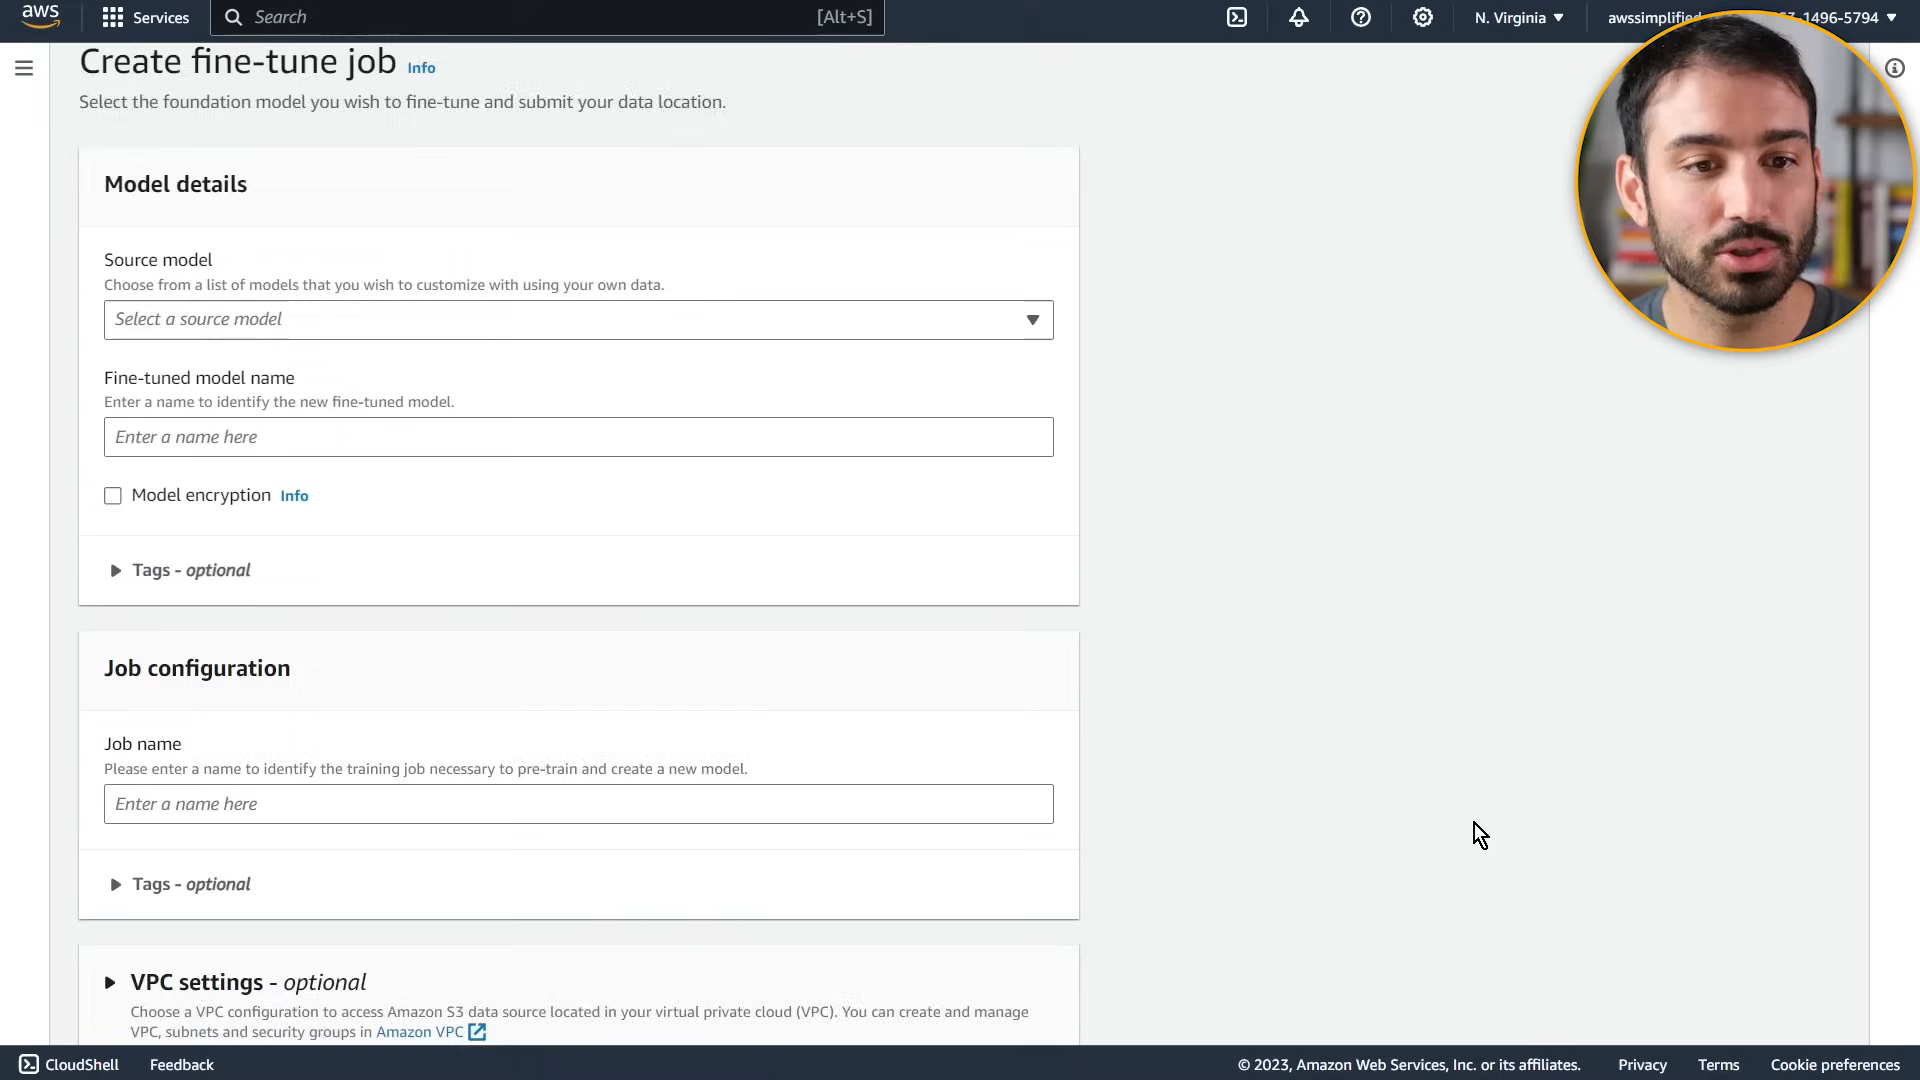 aws
Services
Search
[Alt+S]
N. Virginia
awssimplified
1496-5794
Create fine-tune job Info
Select the foundation model you wish to fine-tune and submit your data location.
Model details
Source model
Choose from a list of models that you wish to customize with using your own data.
Select a source model
Fine-tuned model name
Enter a name to identify the new fine-tuned model.
Enter a name here
Model encryption Info
Tags - optional
Job configuration
Job name
Please enter a name to identify the training job necessary to pre-train and create a new model.
Enter a name here
Tags - optional
VPC settings - optional
Choose a VPC configuration to access Amazon S3 data source located in your virtual private cloud (VPC). You can create and manage
VPC, subnets and security groups in Amazon VPC
CloudShell
Feedback
© 2023, Amazon Web Services, Inc. or its affiliates.
Privacy
Terms
Cookie preferences